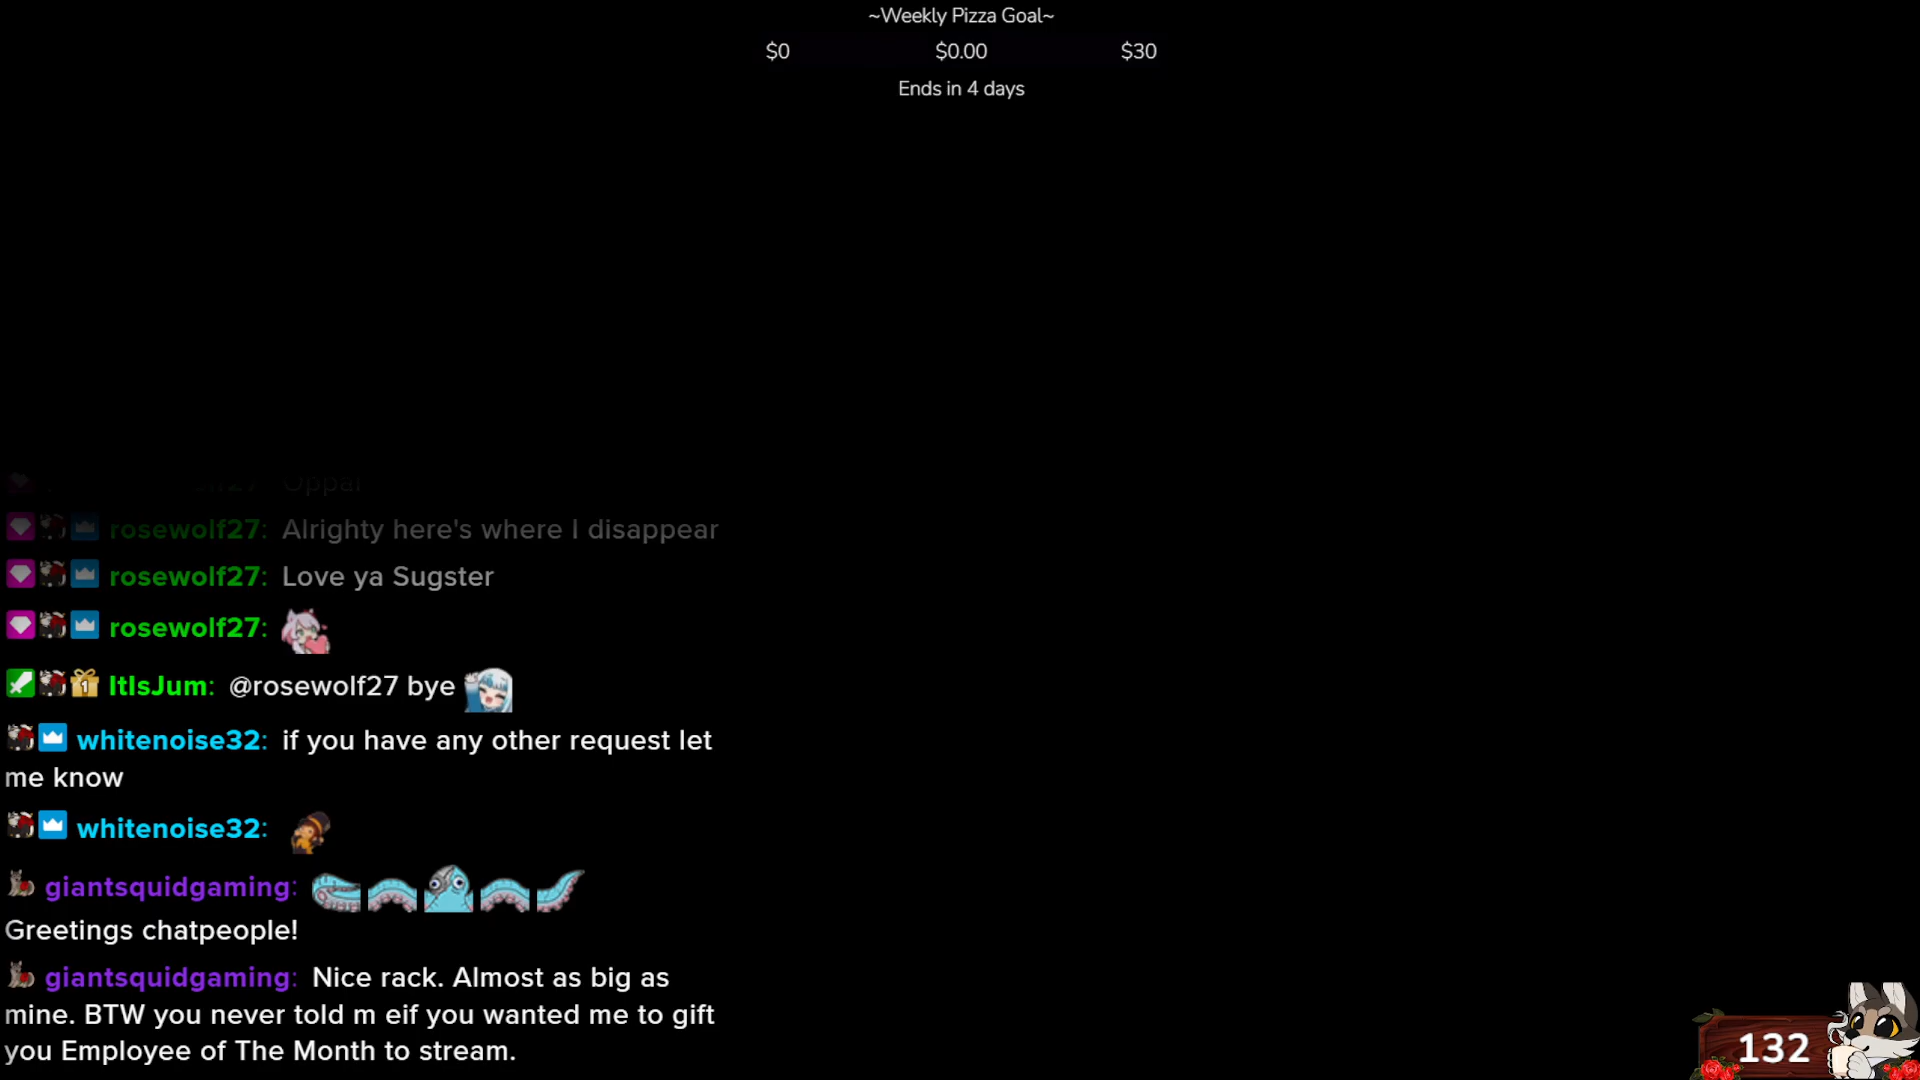 ~Weekly Pizza Goal~
$0 $0.00 $30
Ends in 4 days
rosewolf27: Alrighty here's where I disappear
rosewolf27: Love ya Sugster
rosewolf27:
ItIsJum: @rosewolf27 bye
whitenoise32: if you have any other request let
me know
whitenoise32:
giantsquidgaming:
Greetings chatpeople!
giantsquidgaming: Nice rack. Almost as big as
mine. BTW you never told m eif you wanted me to gift
you Employee of The Month to stream.
132